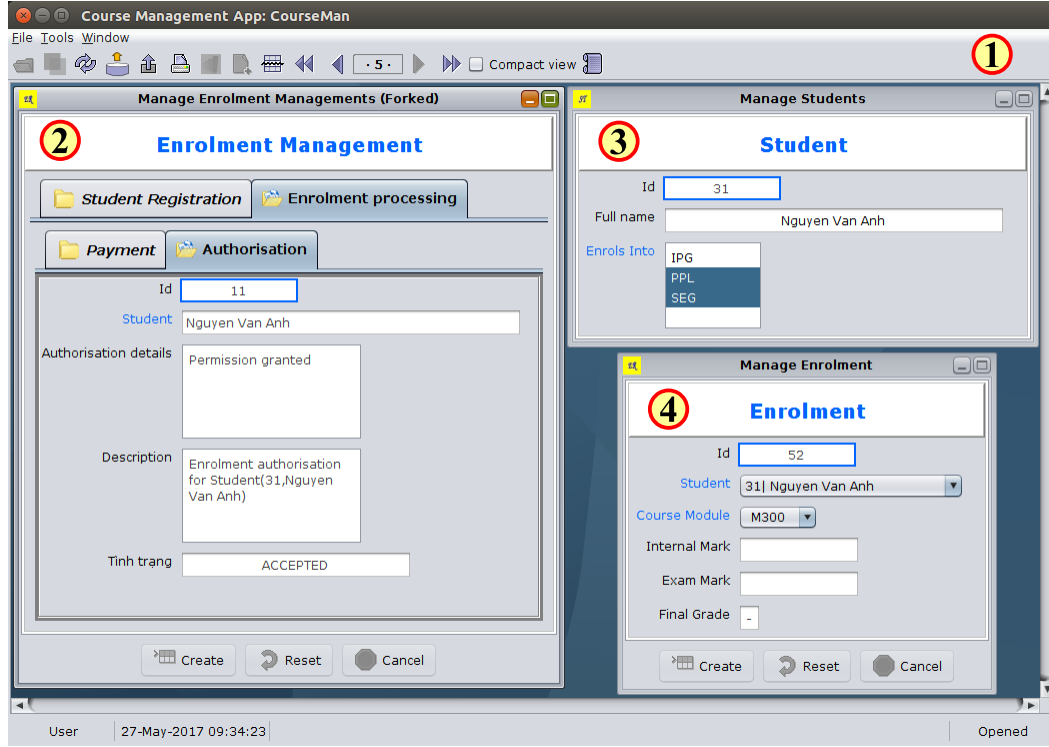 Course Management App: CourseMan
File Tools Window
· 5 · Compact view
1
Manage Enrolment Managements (Forked)
2
Enrolment Management
Student Registration
Enrolment processing
Payment
Authorisation
Id 11
Student Nguyen Van Anh
Authorisation details Permission granted
Description Enrolment authorisation
for Student(31,Nguyen
Van Anh)
Tình trạng ACCEPTED
Create Reset Cancel
Manage Students
3
Student
Id 31
Full name Nguyen Van Anh
Enrols Into IPG
PPL
SEG
Manage Enrolment
4
Enrolment
Id 52
Student 31| Nguyen Van Anh
Course Module M300
Internal Mark
Exam Mark
Final Grade -
Create Reset Cancel
User 27-May-2017 09:34:23 Opened